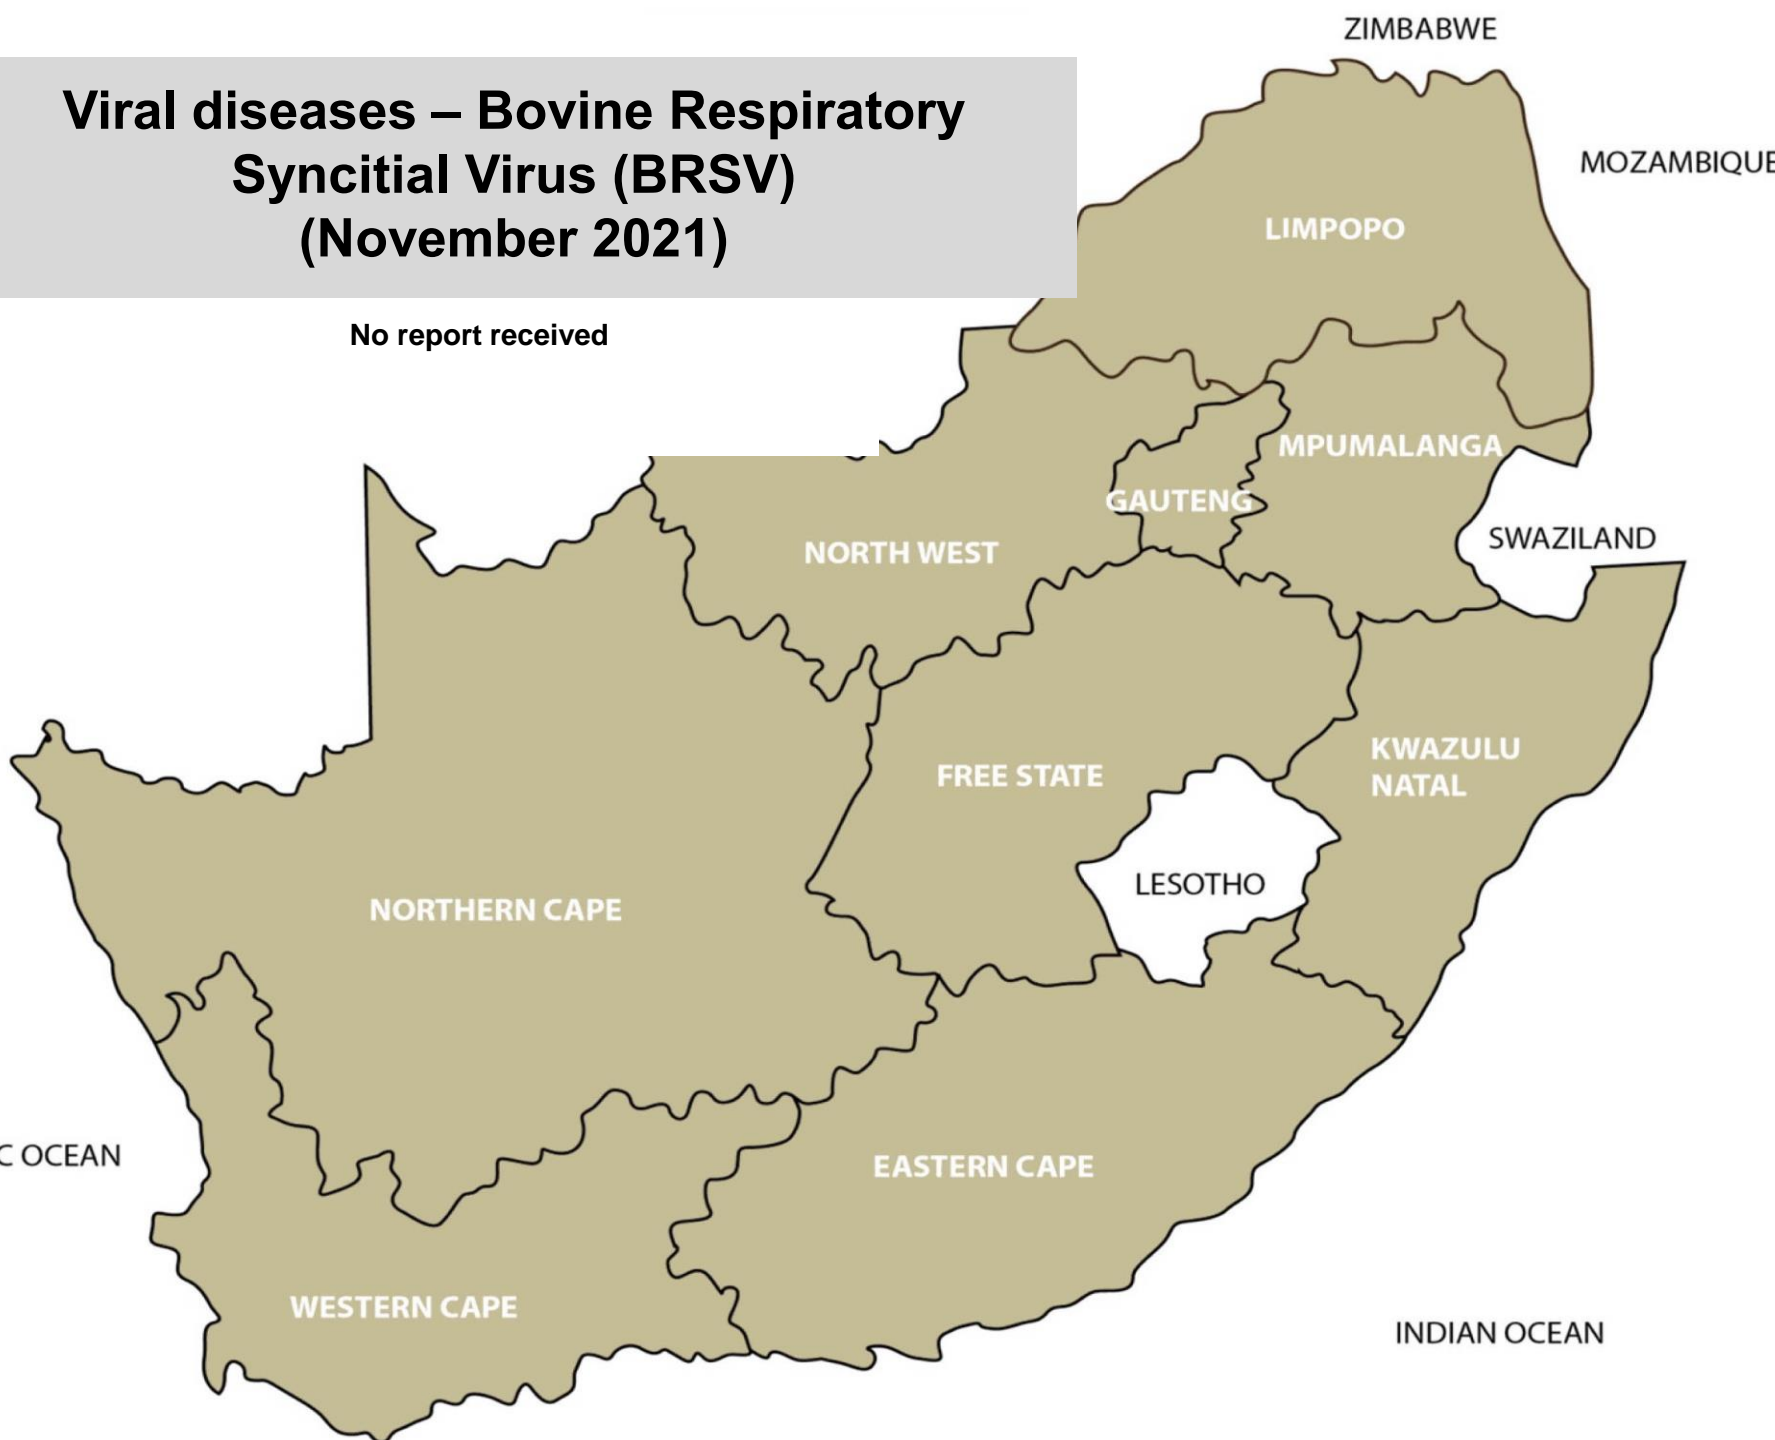 ZIMBABWE
Viral diseases – Bovine Respiratory
Syncitial Virus (BRSV)
(November 2021)
MOZAMBIQUE
LIMPOPO
No report received
MPUMALANGA
GAUTENG
SWAZILAND
NORTH WEST
KWAZULU
NATAL
FREE STATE
LESOTHO
NORTHERN CAPE
C OCEAN
EASTERN CAPE
WESTERN CAPE
INDIAN OCEAN